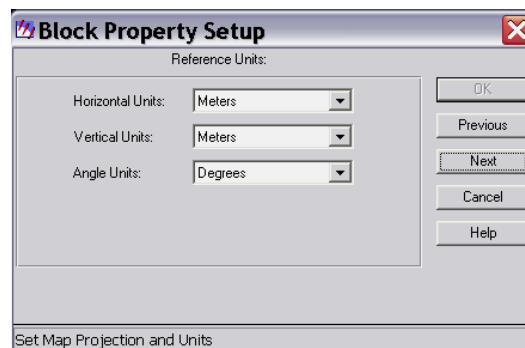 Block Property Setup
Reference Units:
Horizontal Units: Meters
Vertical Units: Meters
Angle Units: Degrees
OK
Previous
Next
Cancel
Help
Set Map Projection and Units